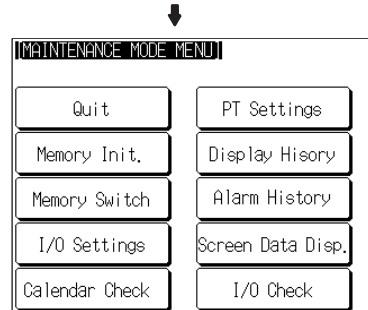 [MAINTENANCE MODE MENU]
Quit
PT Settings
Memory Init.
Display Hisory
Memory Switch
Alarm History
I/O Settings
Screen Data Disp.
Calendar Check
I/O Check